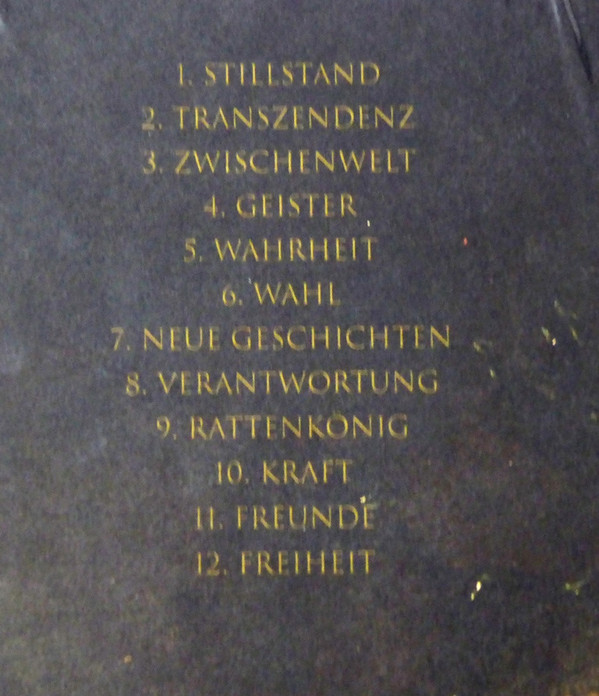 1. STILLSTAND
2. TRANSZENDENZ
3. ZWISCHENWELT
4. GEISTER
5. WAHRHEIT
6. WAHL
7. NEUE GESCHICHTEN
8. VERANTWORTUNG
9. RATTENKÖNIG
10. KRAFT
11. FREUNDE
12. FREIHEIT